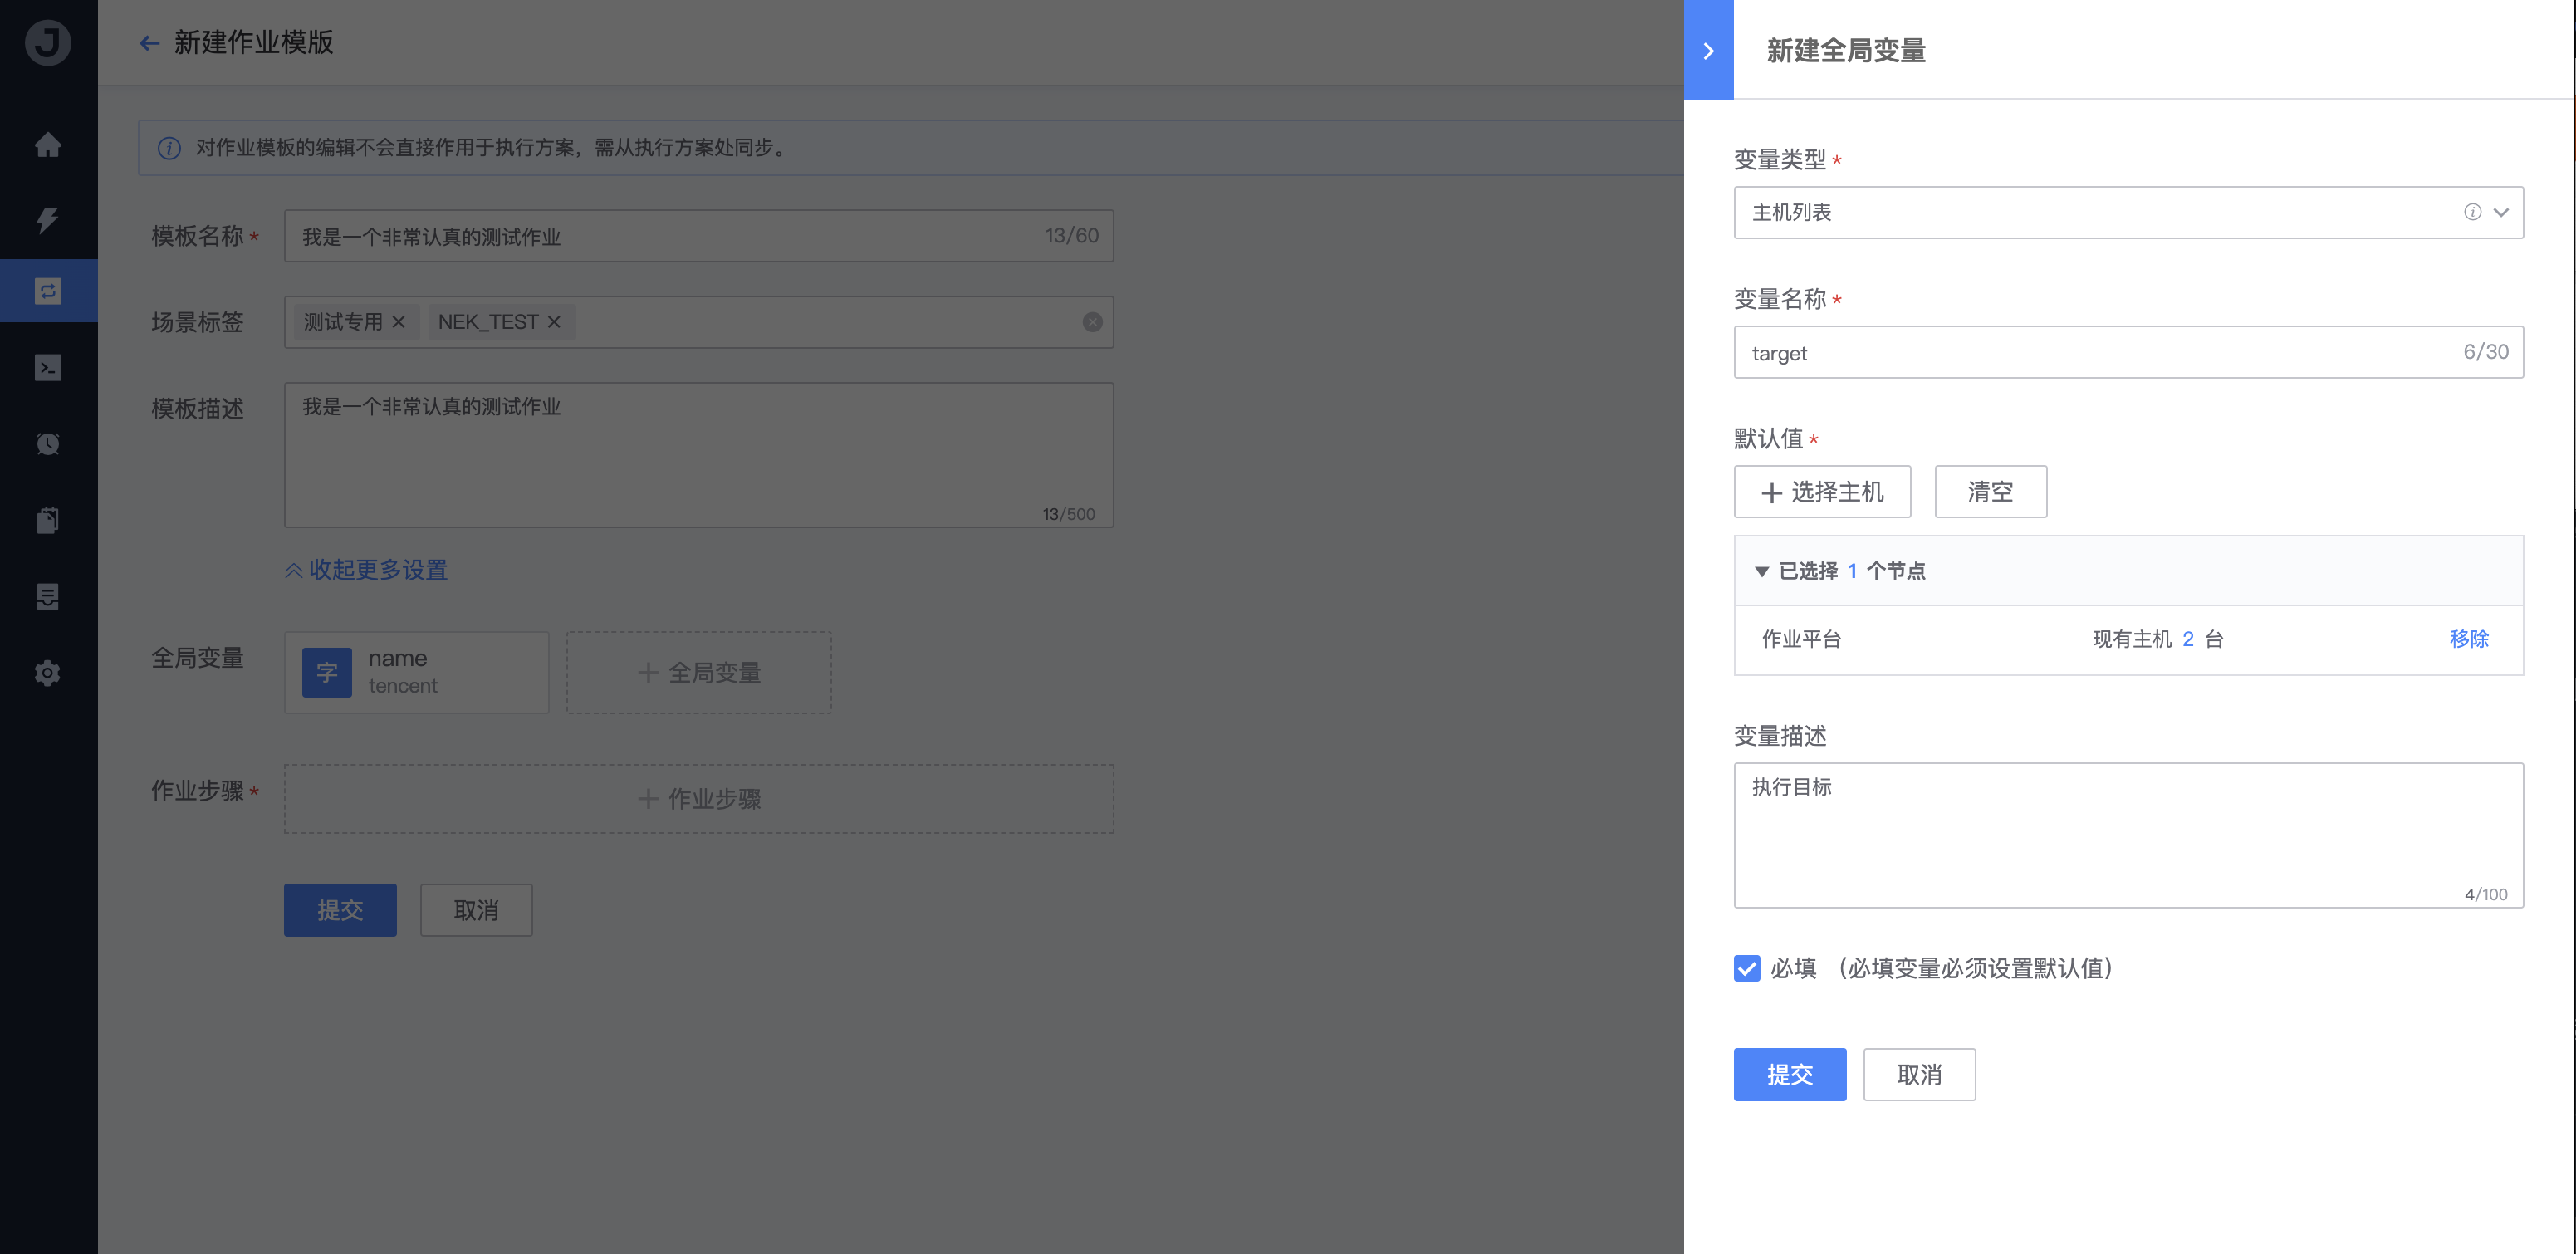 J
新建作业模版
对作业模板的编辑不会直接作用于执行方案，需从执行方案处同步。
模板名称 *
我是一个非常认真的测试作业
13/60
场景标签
测试专用
NEK_TEST
模板描述
我是一个非常认真的测试作业
13/500
收起更多设置
全局变量
字
name
tencent
全局变量
作业步骤 *
作业步骤
提交
取消
新建全局变量
变量类型 *
主机列表
变量名称 *
target
6/30
默认值 *
选择主机
清空
已选择 1 个节点
作业平台 现有主机 2 台 移除
变量描述
执行目标
4/100
必填 （必填变量必须设置默认值）
提交
取消